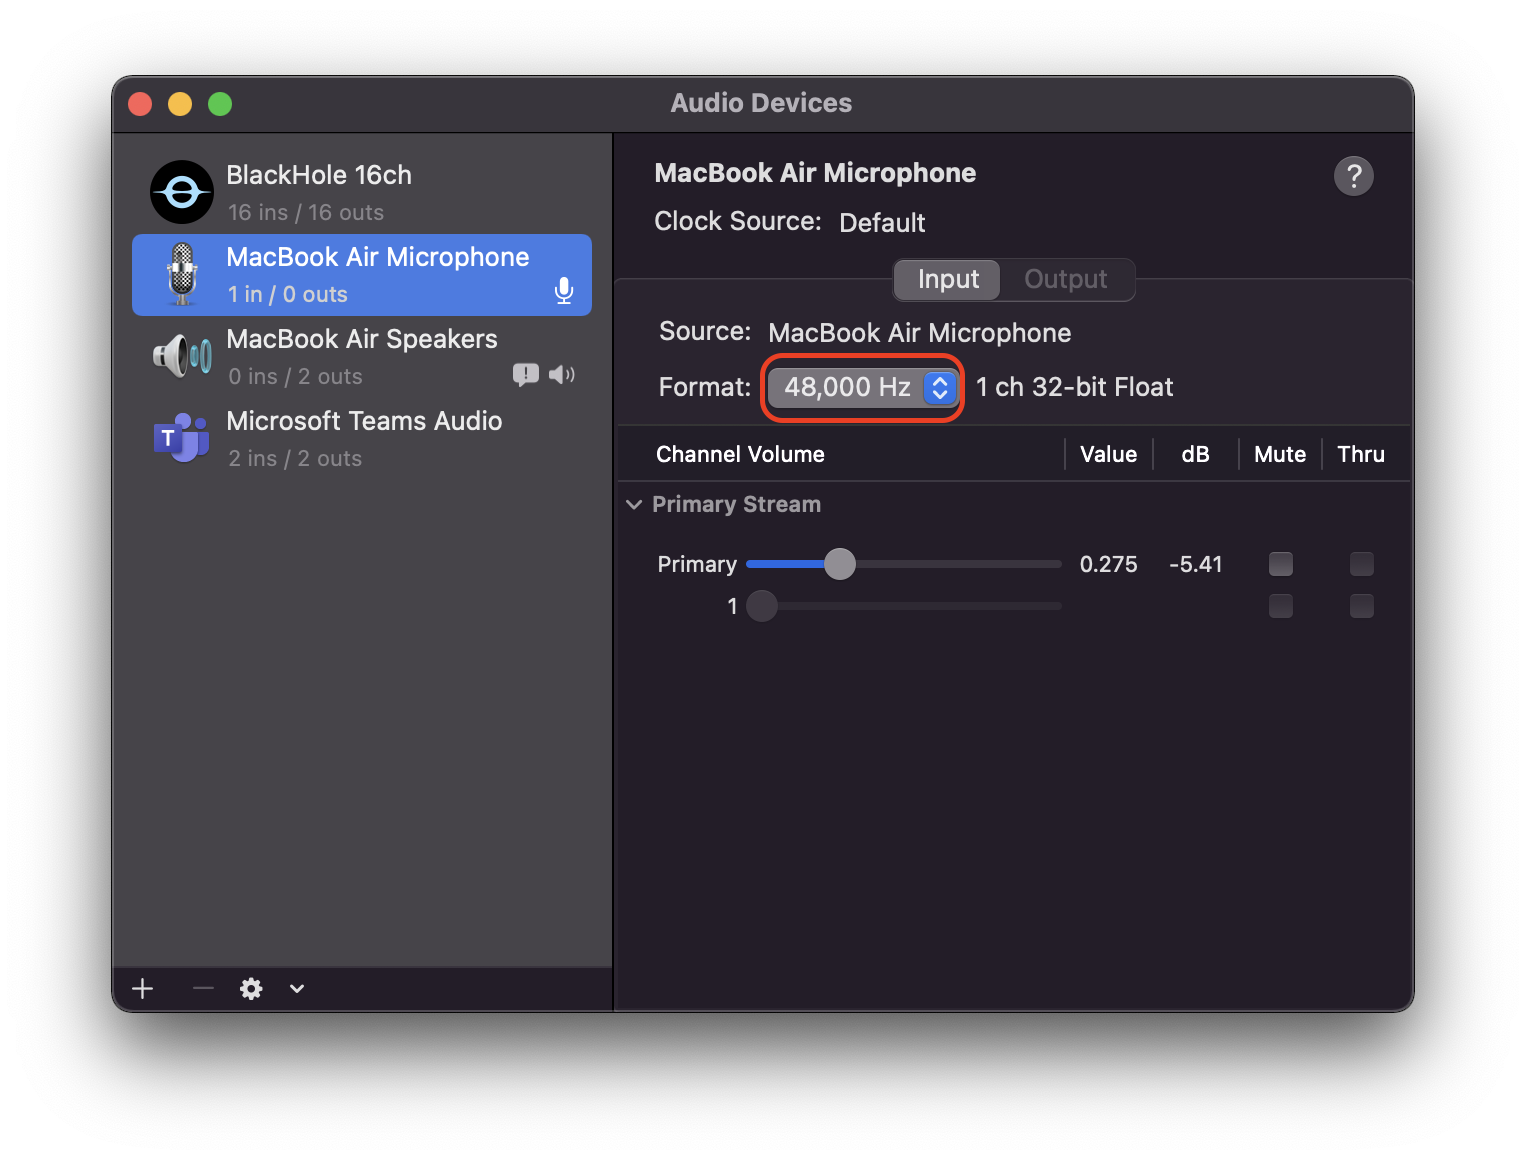 Audio Devices
BlackHole 16ch
16 ins / 16 outs
MacBook Air Microphone
1 in / 0 outs
MacBook Air Speakers
0 ins / 2 outs
T
Microsoft Teams Audio
2 ins / 2 outs
MacBook Air Microphone
?
Clock Source: Default
Input Output
Source: MacBook Air Microphone
Format: 48,000 Hz 1 ch 32-bit Float
Channel Volume Value dB Mute Thru
Primary Stream
Primary 0.275 -5.41
1